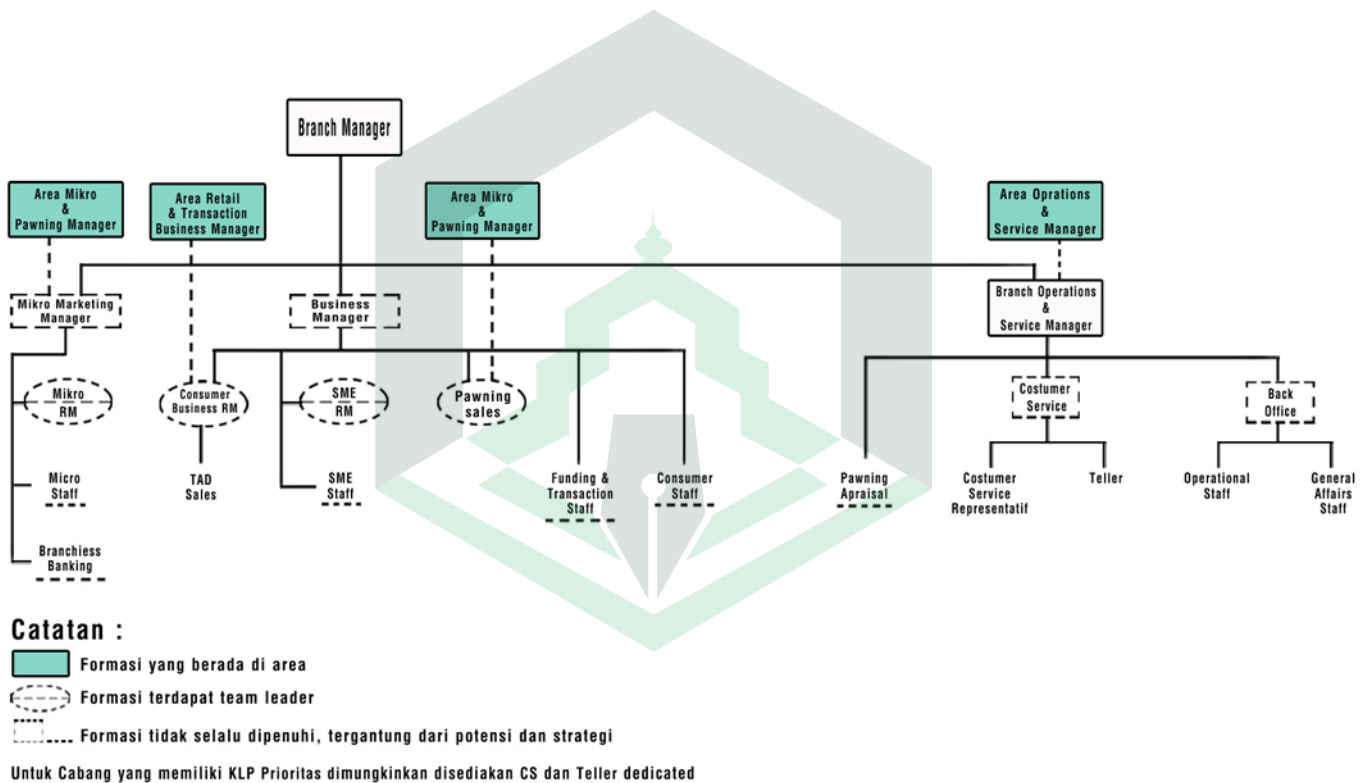 Branch Manager
Area Mikro
&
Pawning Manager
Area Retail
& Transaction
Business Manager
Area Mikro
&
Pawning Manager
Area Oprations
&
Service Manager
Mikro Marketing
Manager
Business
Manager
Branch Operations
&
Service Manager
Mikro
RM
Consumer
Business RM
SME
RM
Pawning
sales
Costumer
Service
Back
Office
Micro
Staff
TAD
Sales
SME
Staff
Funding &
Transaction
Staff
Consumer
Staff
Pawning
Apraisal
Costumer
Service
Representatif
Teller
Operational
Staff
General
Affairs
Staff
Branchiess
Banking
Catatan :
Formasi yang berada di area
Formasi terdapat team leader
Formasi tidak selalu dipenuhi, tergantung dari potensi dan strategi
Untuk Cabang yang memiliki KLP Prioritas dimungkinkan disediakan CS dan Teller dedicated